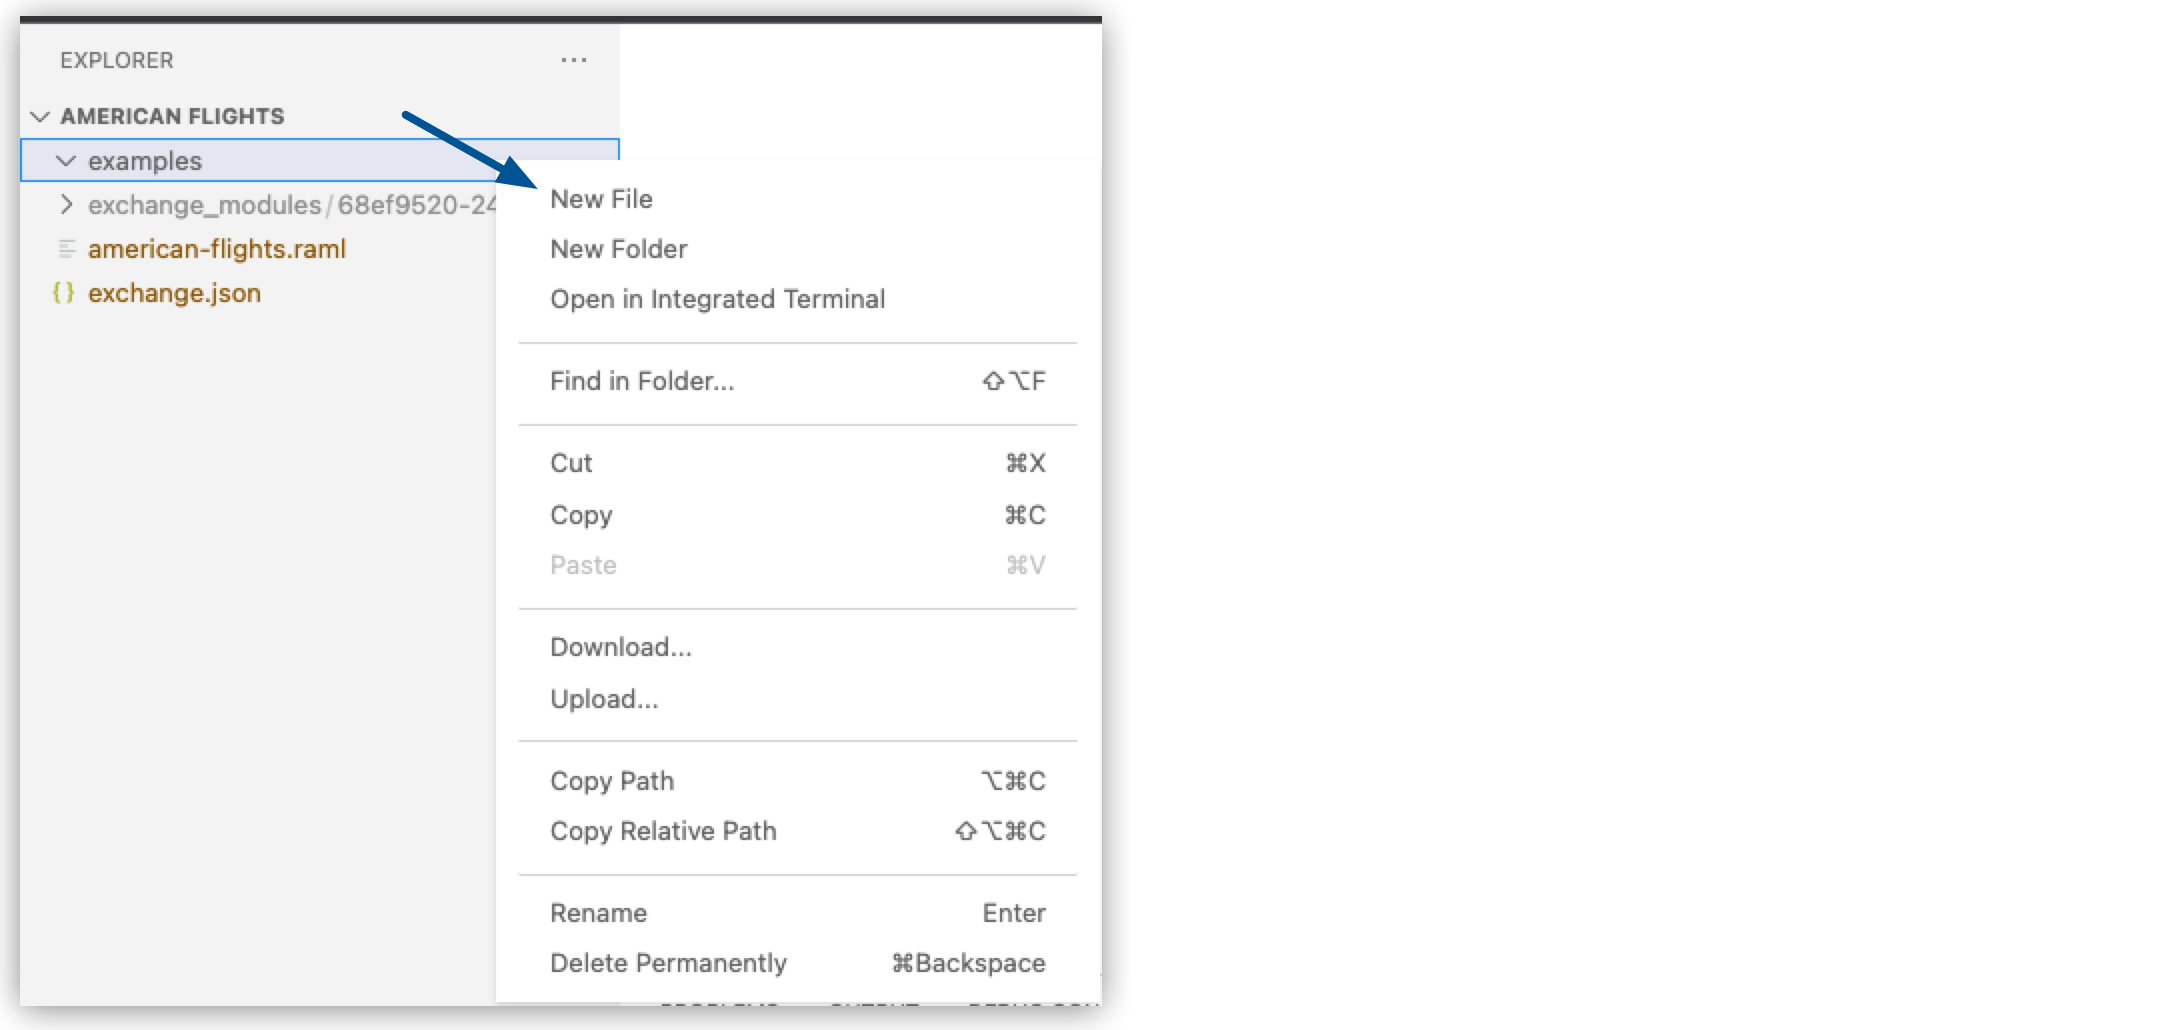 EXPLORER
AMERICAN FLIGHTS
examples
exchange_modules/68ef9520-24
american-flights.raml
exchange.json
New File
New Folder
Open in Integrated Terminal
Find in Folder... ⇧⌥F
Cut ⌘X
Copy ⌘C
Paste ⌘V
Download...
Upload...
Copy Path ⌥⌘C
Copy Relative Path ⇧⌥⌘C
Rename Enter
Delete Permanently ⌘Backspace